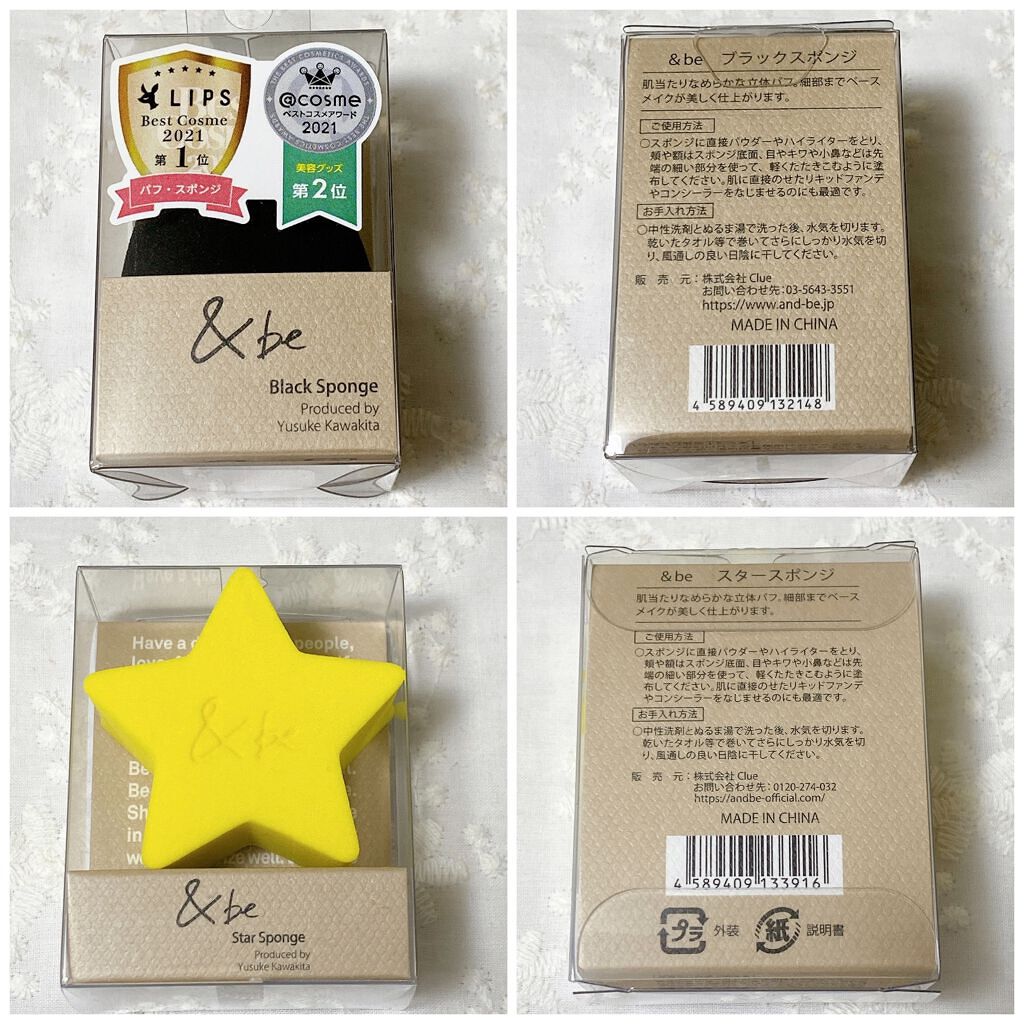 LIPS
Best Cosme
2021
第1位
パフ・スポンジ
THE BEST COSMETICS AWARDS
@cosme
ベストコスメアワード
2021
美容グッズ
第2位
&be
Black Sponge
Produced by
Yusuke Kawakita
&be ブラックスポンジ
肌当たりなめらかな立体パフ。細部までベース
メイクが美しく仕上がります。
ご使用方法
○スポンジに直接パウダーやハイライターをとり、
頬や額はスポンジ底面、目やキワや小鼻などは先
端の細い部分を使って、軽くたたきこむように塗
布してください。肌に直接のせたリキッドファンデ
やコンシーラーをなじませるのにも最適です。
お手入れ方法
○中性洗剤とぬるま湯で洗った後、水気を切ります。
乾いたタオル等で巻いてさらにしっかり水気を切
り、風通しの良い日陰に干してください。
販売元：株式会社 Clue
お問い合わせ先：03-5643-3551
https://www.and-be.jp
MADE IN CHINA
4 589409 132148
Have a d people,
&be
Be
Be
Sh
in
we ze well.
&be
Star Sponge
Produced by
Yusuke Kawakita
&be スタースポンジ
肌当たりなめらかな立体パフ。細部までベース
メイクが美しく仕上がります。
ご使用方法
○スポンジに直接パウダーやハイライターをとり、
頬や額はスポンジ底面、目やキワや小鼻などは先
端の細い部分を使って、軽くたたきこむように塗
布してください。肌に直接のせたリキッドファンデ
やコンシーラーをなじませるのにも最適です。
お手入れ方法
○中性洗剤とぬるま湯で洗った後、水気を切ります。
乾いたタオル等で巻いてさらにしっかり水気を切
り、風通しの良い日陰に干してください。
販売元：株式会社 Clue
お問い合わせ先：0120-274-032
https://andbe-official.com/
MADE IN CHINA
4 589409 133916
プラ 外装 紙 説明書